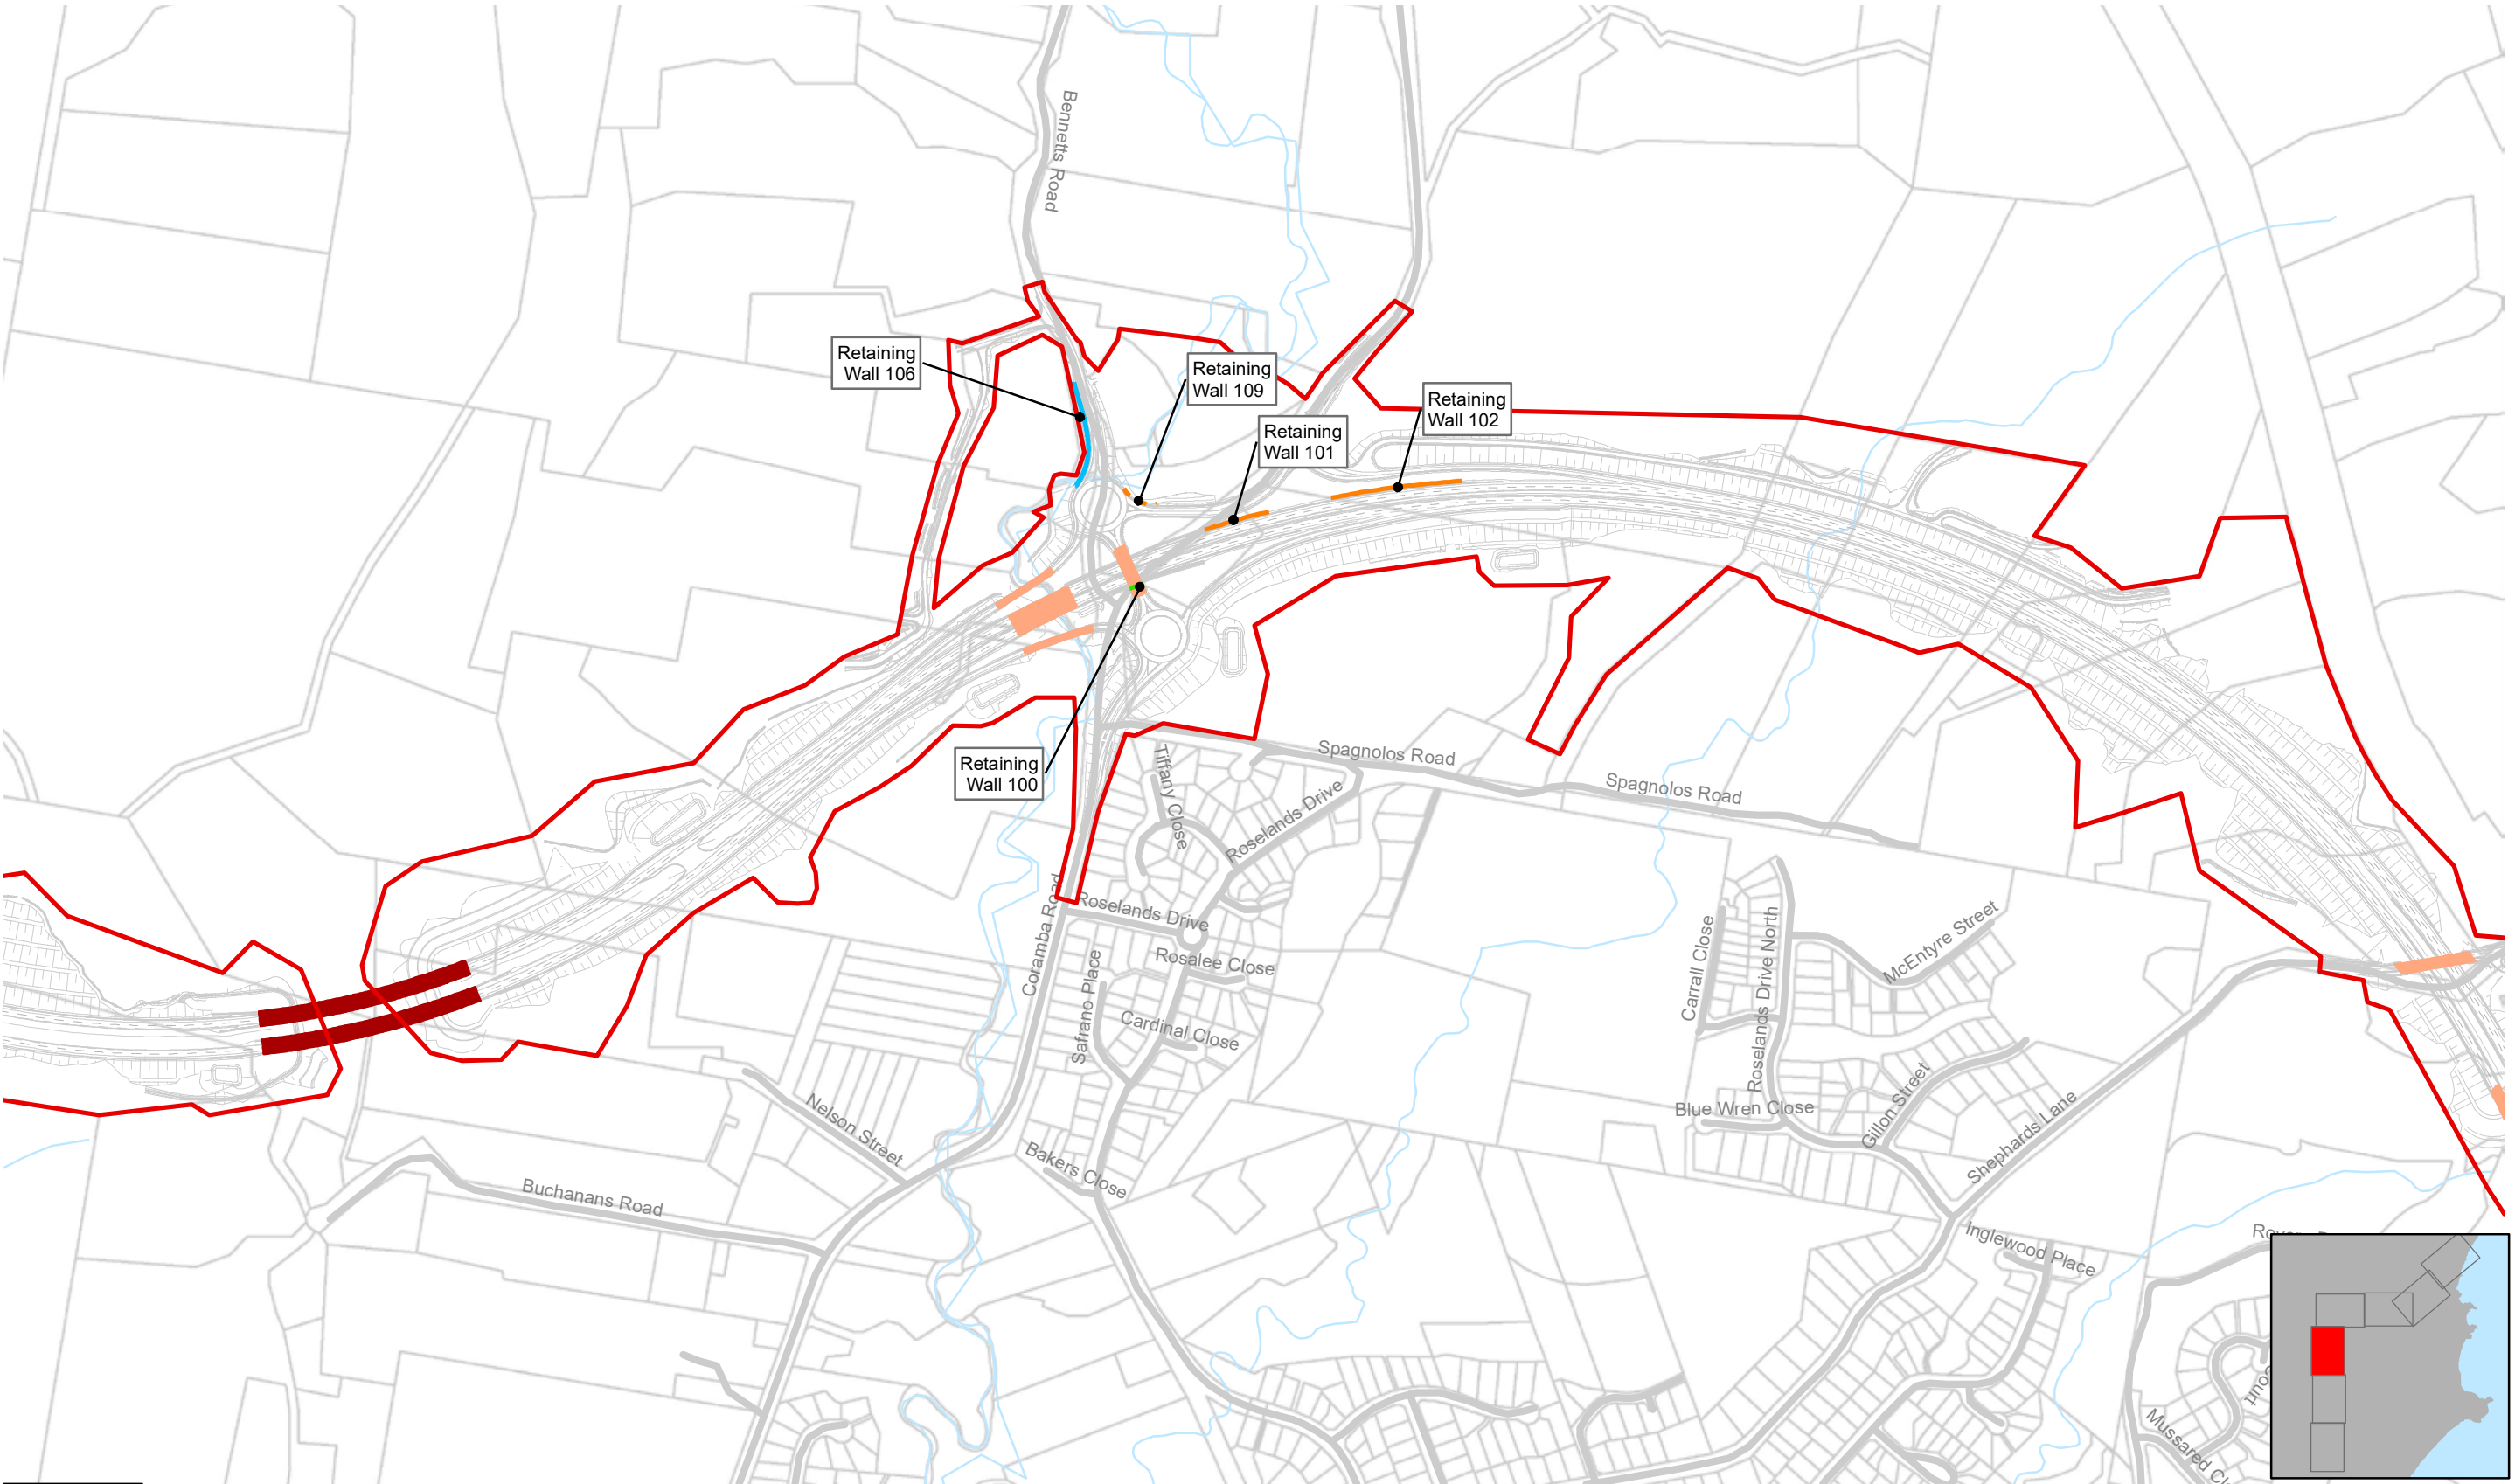 Bennetts Road
Retaining
Wall 106
Retaining
Wall 109
Retaining
Wall 102
Retaining
Wall 101
Retaining
Wall 100
Spagnolos Road
Spagnolos Road
Tiffany Close
Roselands Drive
Coramba Road
Roselands Drive
Rosalee Close
Safrano Place
Cardinal Close
Carrall Close
Roselands Drive North
McEntyre Street
Nelson Street
Blue Wren Close
Gillon Street
Shephards Lane
Bakers Close
Buchanans Road
Inglewood Place
Mussared Cl